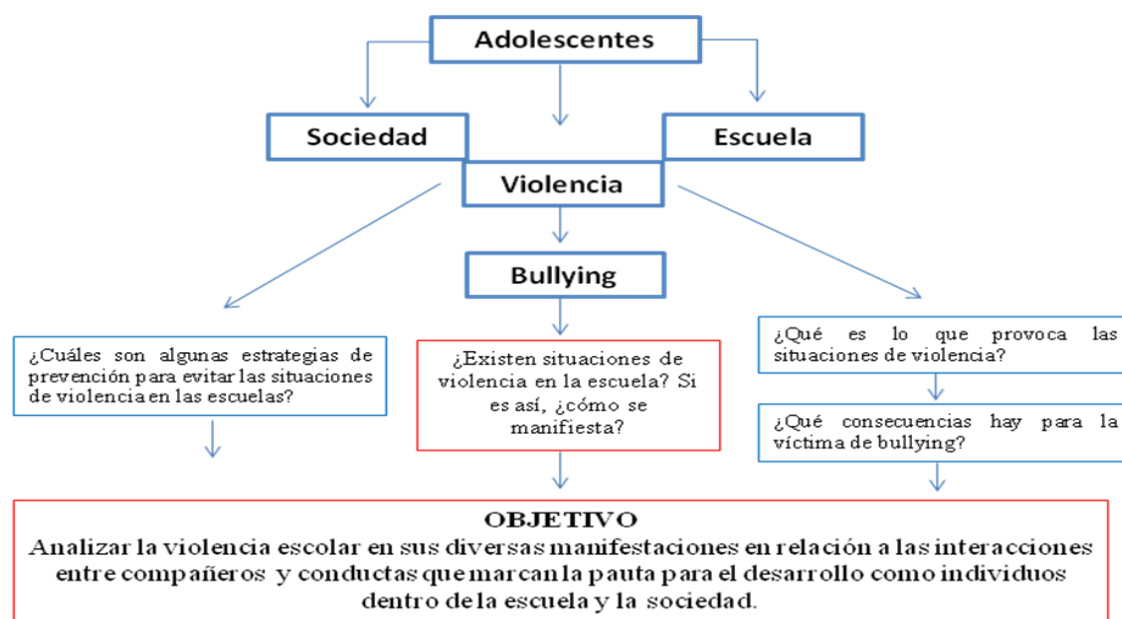 Adolescentes
Sociedad
Escuela
Violencia
Bullying
¿Cuáles son algunas estrategias de
prevención para evitar las situaciones
de violencia en las escuelas?
¿Existen situaciones de
violencia en la escuela? Si
es así, ¿cómo se
manifiesta?
¿Qué es lo que provoca las
situaciones de violencia?
¿Qué consecuencias hay para la
víctima de bullying?
OBJETIVO
Analizar la violencia escolar en sus diversas manifestaciones en relación a las interacciones
entre compañeros y conductas que marcan la pauta para el desarrollo como individuos
dentro de la escuela y la sociedad.